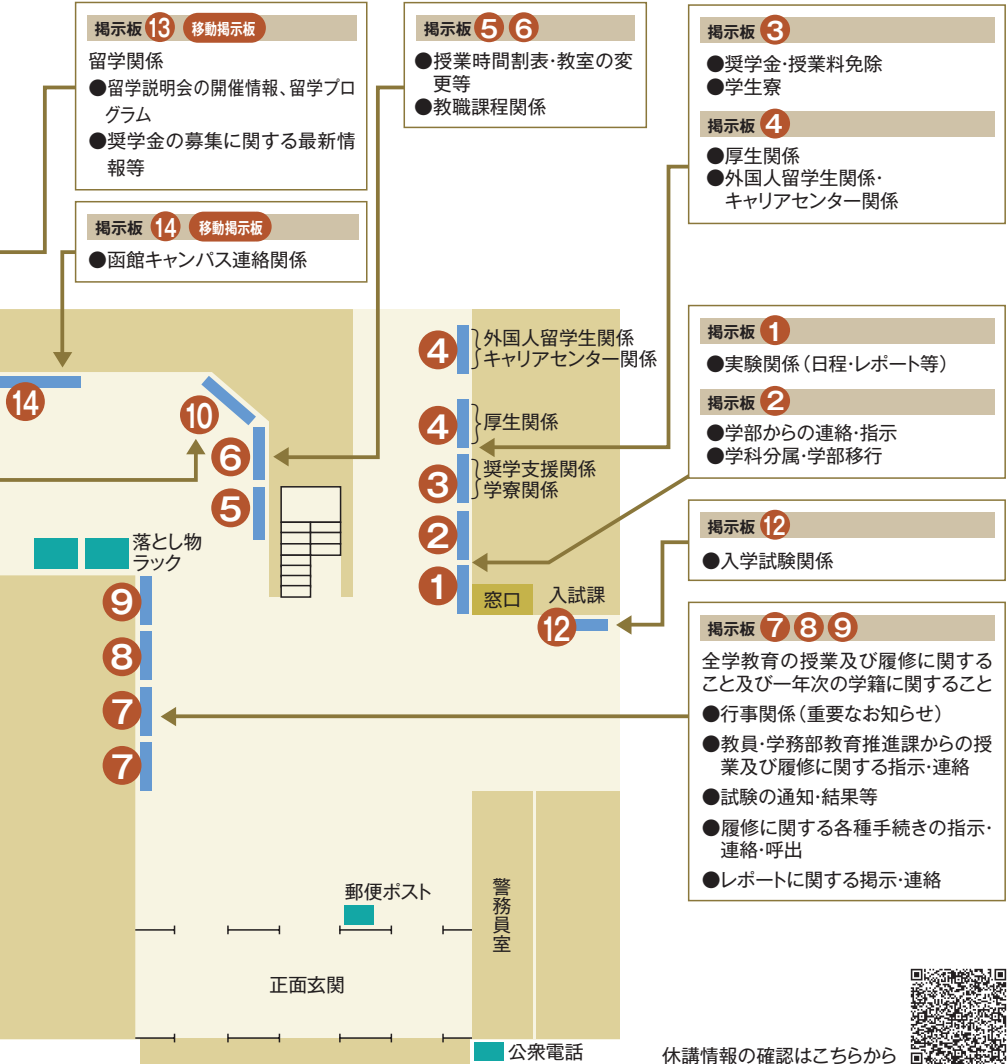 掲示板 13 移動掲示板
留学関係
●留学説明会の開催情報、留学プロ
グラム
●奨学金の募集に関する最新情
報等
掲示板 14 移動掲示板
●函館キャンパス連絡関係
掲示板 5 6
●授業時間割表・教室の変
更等
●教職課程関係
掲示板 3
●奨学金・授業料免除
●学生寮
掲示板 4
●厚生関係
●外国人留学生関係・
キャリアセンター関係
掲示板 1
●実験関係（日程・レポート等）
掲示板 2
●学部からの連絡・指示
●学科分属・学部移行
掲示板 12
●入学試験関係
掲示板 7 8 9
全学教育の授業及び履修に関する
こと及び一年次の学籍に関すること
●行事関係（重要なお知らせ）
●教員・学務部教育推進課からの授
業及び履修に関する指示・連絡
●試験の通知・結果等
●履修に関する各種手続きの指示・
連絡・呼出
●レポートに関する掲示・連絡
14
10
6
5
4
外国人留学生関係
キャリアセンター関係
4
厚生関係
3
奨学支援関係
学寮関係
2
1
窓口
入試課
12
落とし物
ラック
9
8
7
7
郵便ポスト
警務員室
正面玄関
公衆電話
休講情報の確認はこちらから